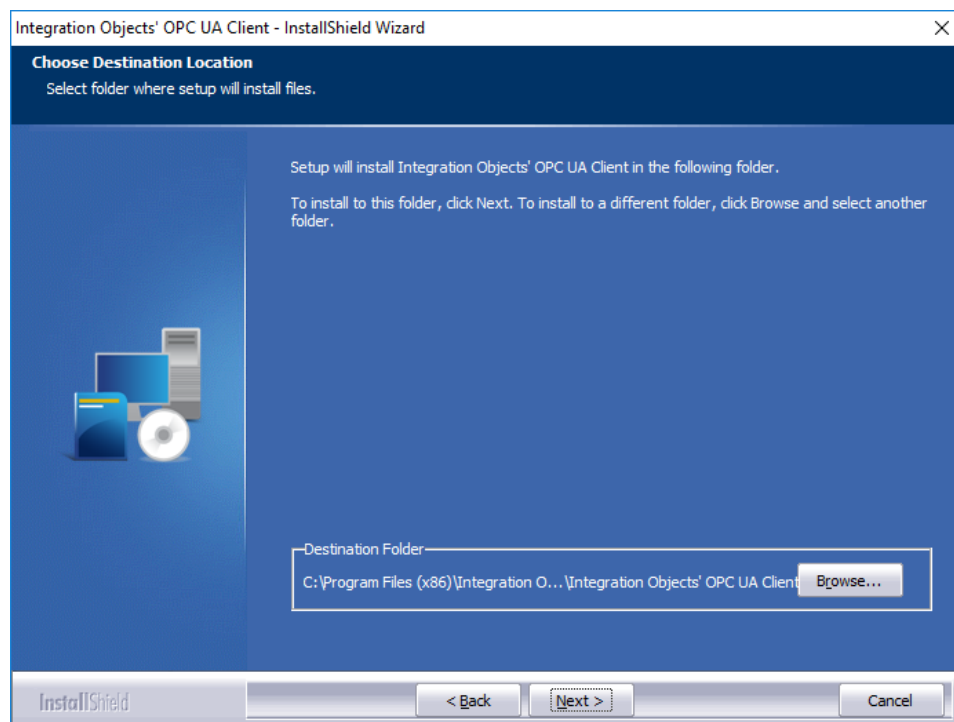 Integration Objects' OPC UA Client - InstallShield Wizard
Choose Destination Location
Select folder where setup will install files.
Setup will install Integration Objects' OPC UA Client in the following folder.
To install to this folder, click Next. To install to a different folder, click Browse and select another
folder.
Destination Folder
C:\Program Files (x86)\Integration O...\Integration Objects' OPC UA Client
Browse...
InstallShield
< Back
Next >
Cancel